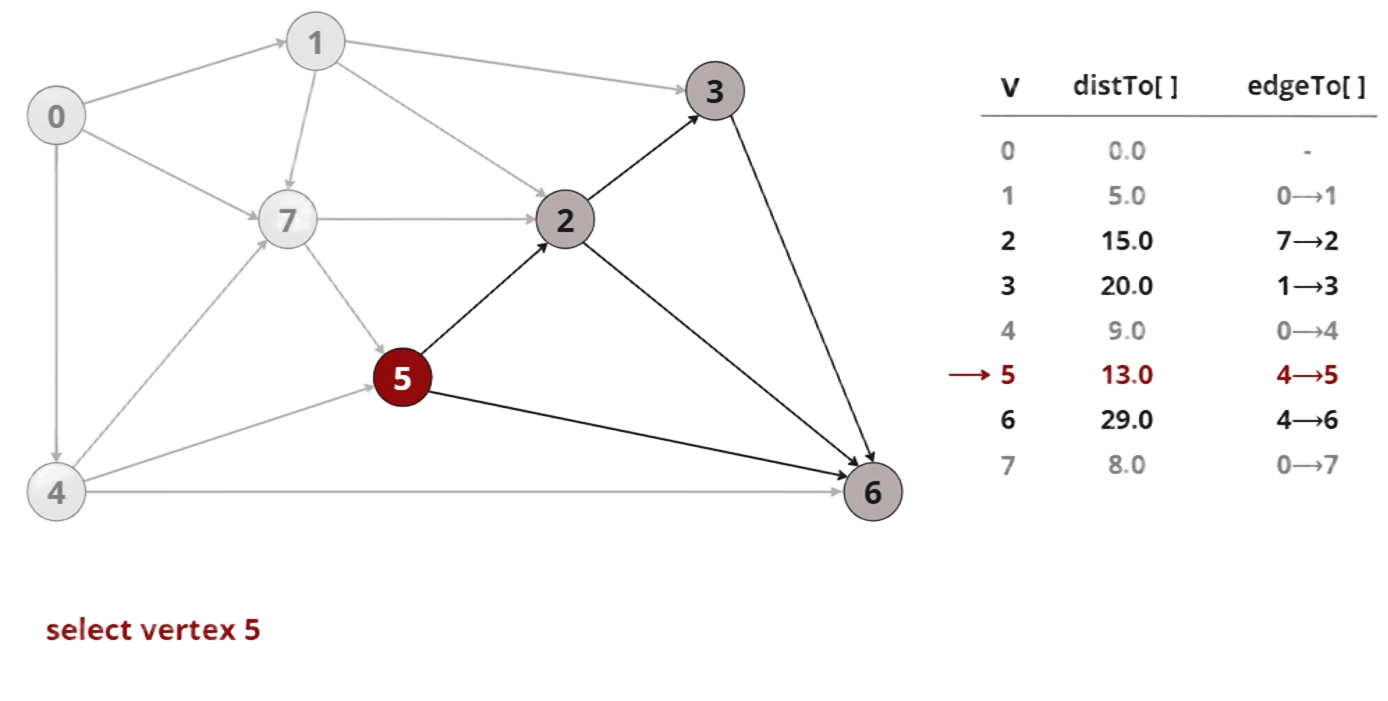 1
3
0
7
2
5
4
6
v distTo[ ] edgeTo[ ]
0 0.0 -
1 5.0 0→1
2 15.0 7→2
3 20.0 1→3
4 9.0 0→4
→ 5 13.0 4→5
6 29.0 4→6
7 8.0 0→7
select vertex 5